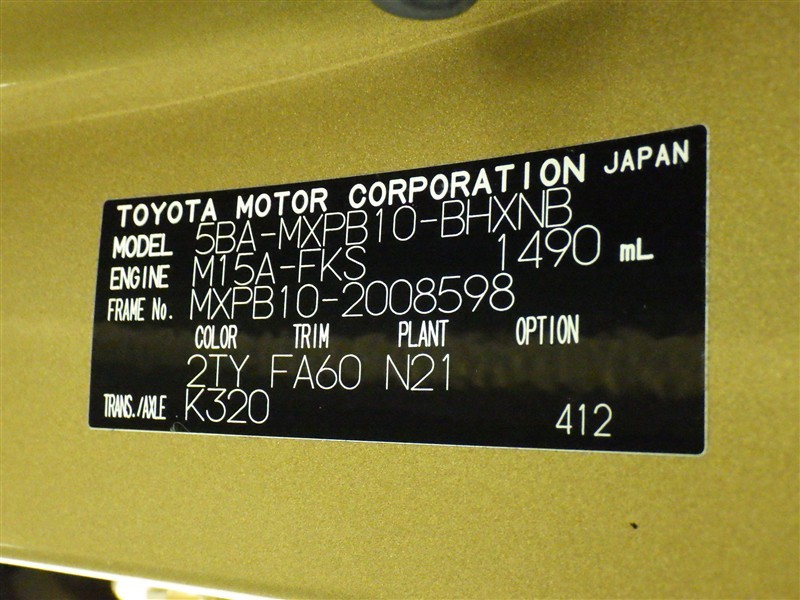 TOYOTA MOTOR CORPORATION JAPAN
MODEL 5BA-MXPB10-BHXNB
ENGINE M15A-FKS 1490 mL
FRAME No. MXPB10-2008598
COLOR TRIM PLANT OPTION
2TY FA60 N21
TRANS./AXLE K320
412